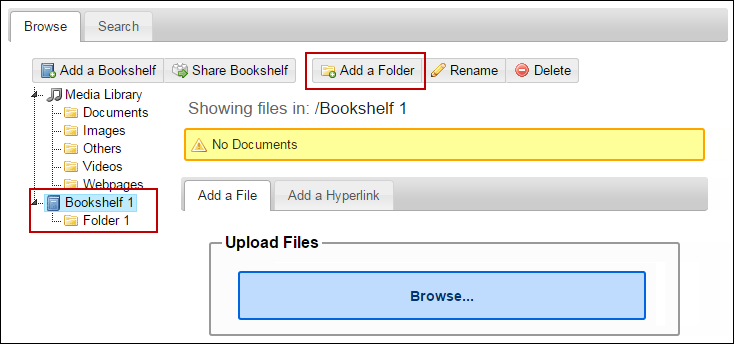 Browse Search
Add a Bookshelf Share Bookshelf Add a Folder Rename Delete
Media Library
Documents
Images
Others
Videos
Webpages
Bookshelf 1
Folder 1
Showing files in: /Bookshelf 1
No Documents
Add a File Add a Hyperlink
Upload Files
Browse...